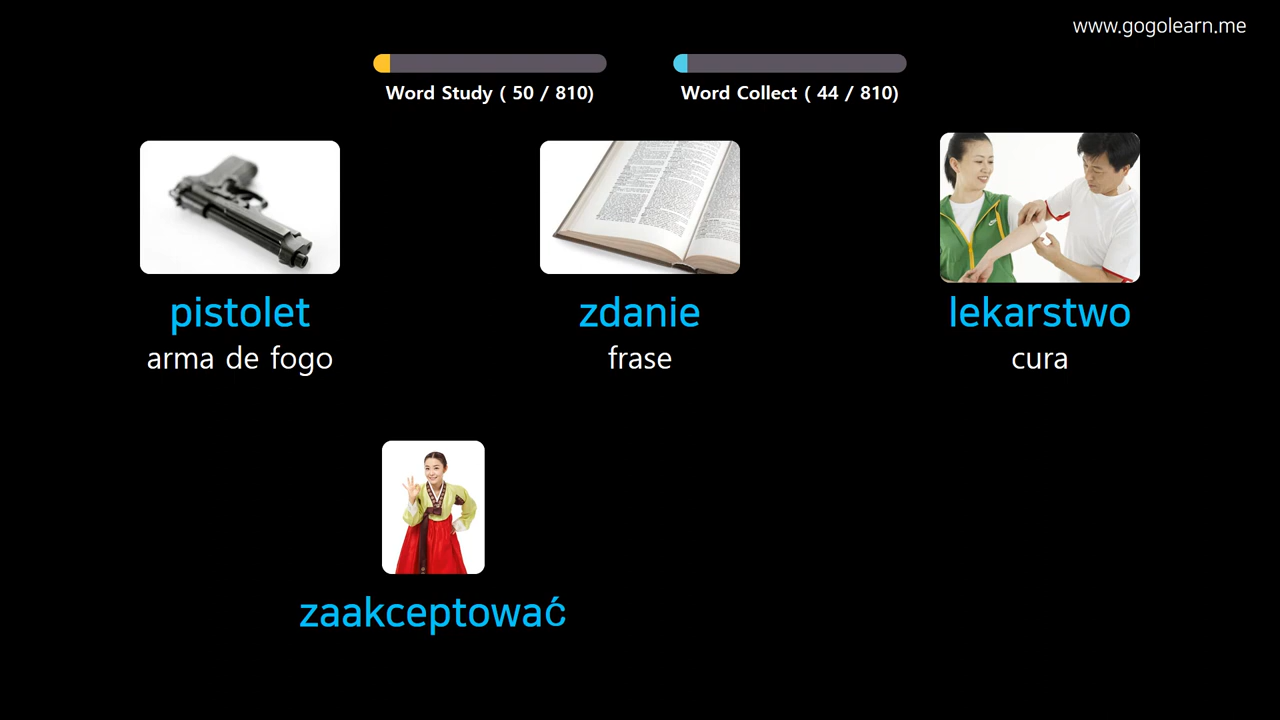 www.gogolearn.me
Word Study ( 50 / 810)
Word Collect ( 44 / 810)
pistolet
arma de fogo
zdanie
frase
lekarstwo
cura
zaakceptować